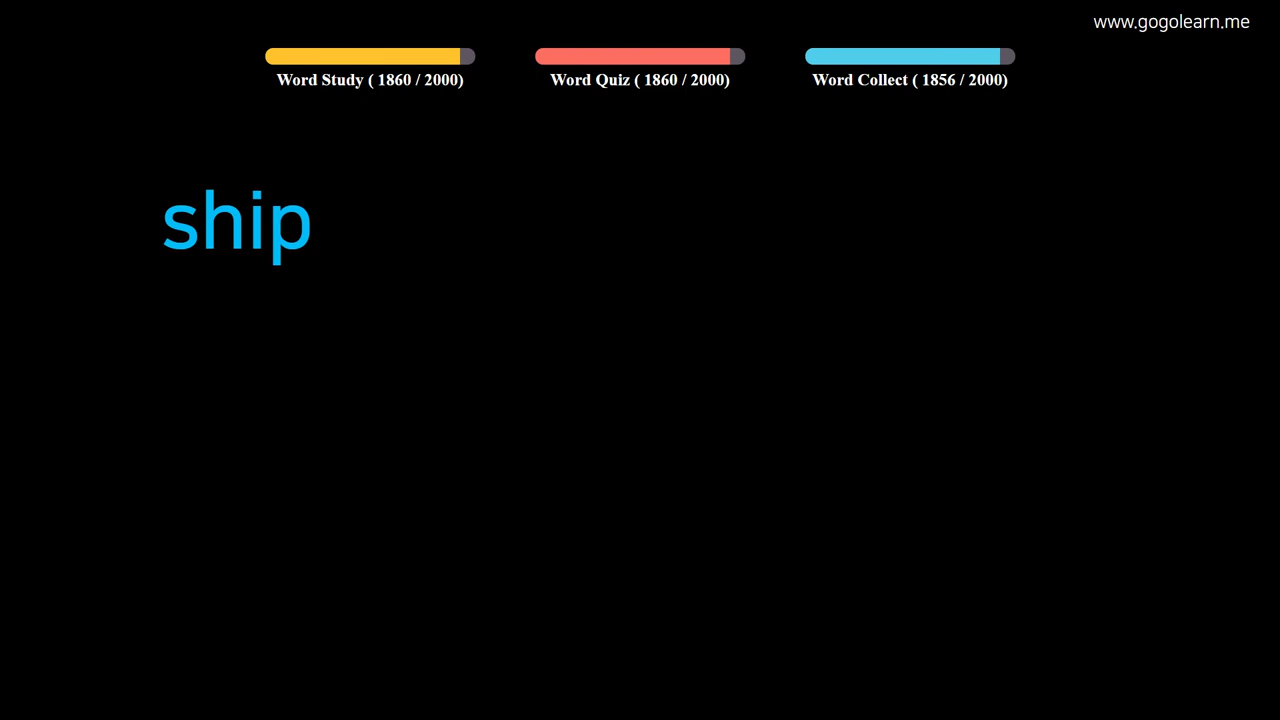 www.gogolearn.me
Word Study ( 1860 / 2000)
Word Quiz ( 1860 / 2000)
Word Collect ( 1856 / 2000)
ship